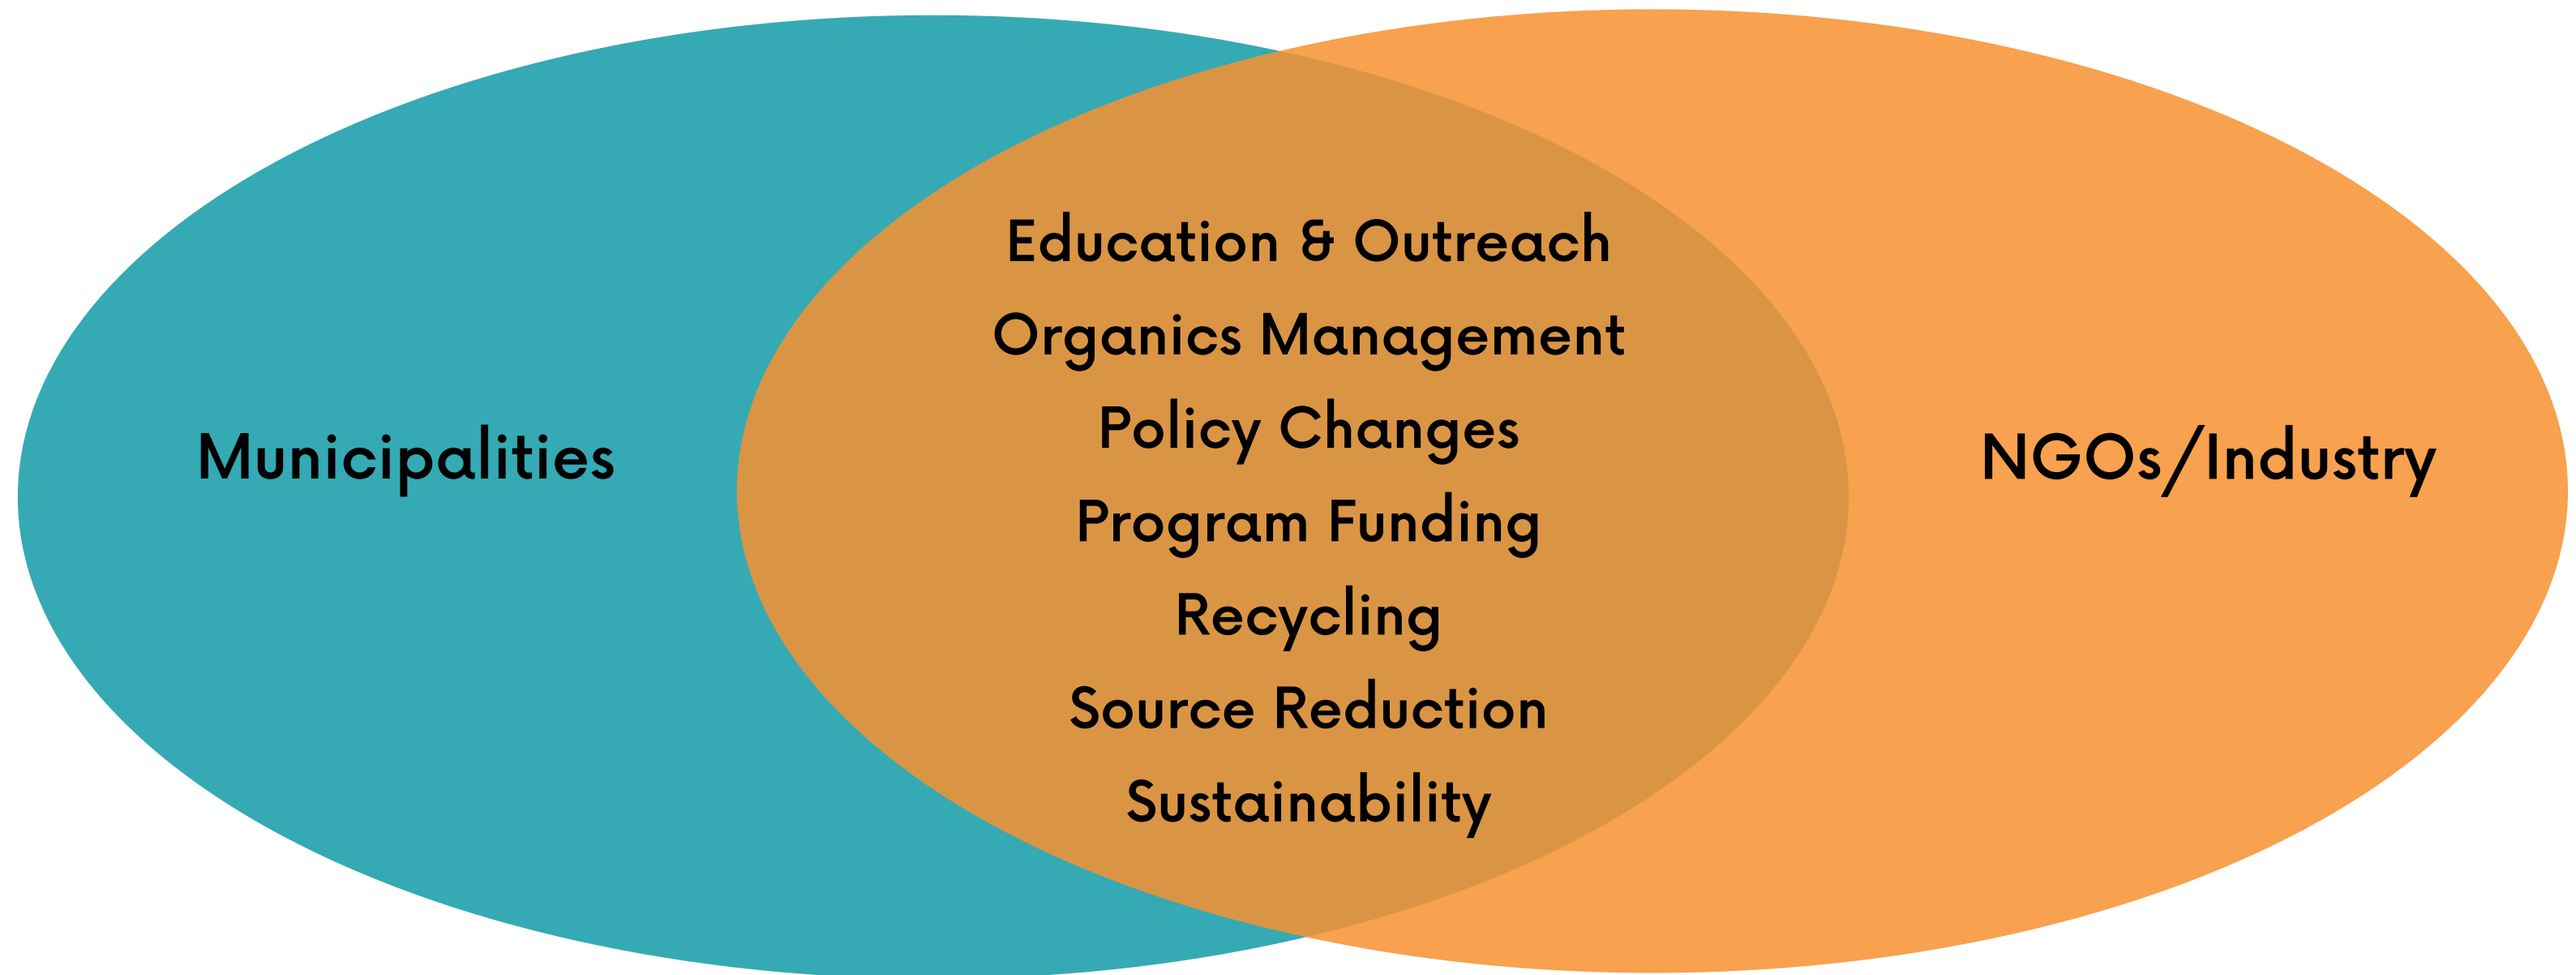 Education & Outreach
Organics Management
Policy Changes
Municipalities
NGOs/Industry
Program Funding
Recycling
Source Reduction
Sustainability